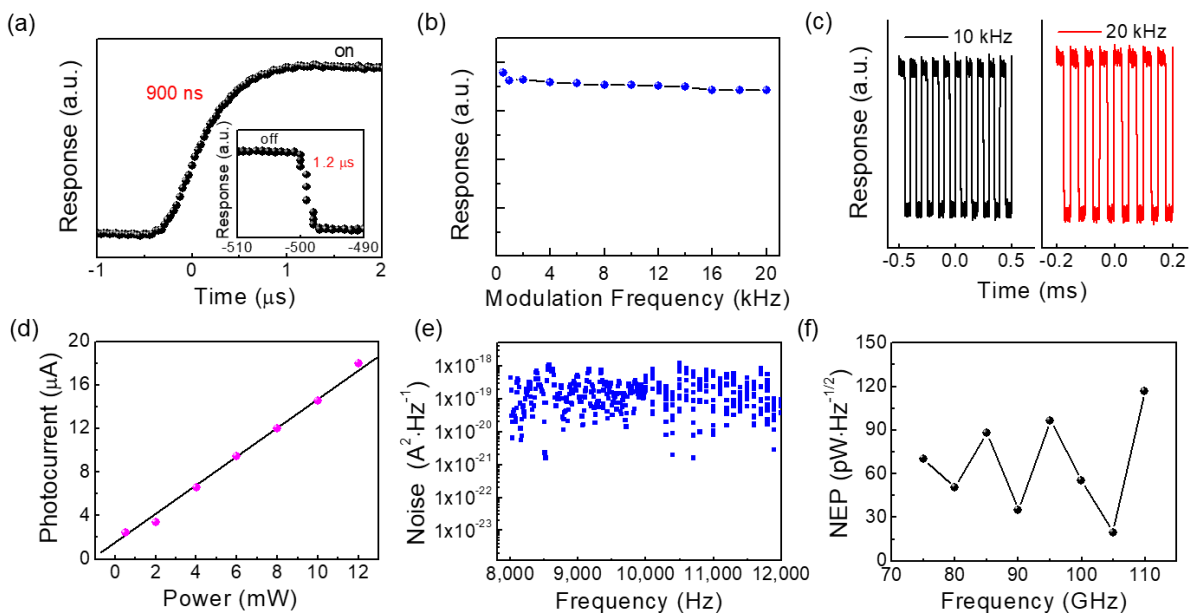 (a)
Response (a.u.)
on
900 ns
Response (a.u.)
off
1.2 μs
-510 -500 -490
-1 0 1 2
Time (μs)
(b)
Response (a.u.)
0 4 8 12 16 20
Modulation Frequency (kHz)
(c)
Response (a.u.)
10 kHz
20 kHz
-0.5 0.0 0.5
-0.2 0.0 0.2
Time (ms)
(d)
Photocurrent (μA)
20
16
12
8
4
0
0 2 4 6 8 10 12
Power (mW)
(e)
Noise (A²·Hz⁻¹)
1x10⁻¹⁸
1x10⁻¹⁹
1x10⁻²⁰
1x10⁻²¹
1x10⁻²²
1x10⁻²³
8,000 9,000 10,000 11,000 12,000
Frequency (Hz)
(f)
NEP (pW·Hz⁻¹/²)
150
120
90
60
30
0
70 80 90 100 110 120
Frequency (GHz)